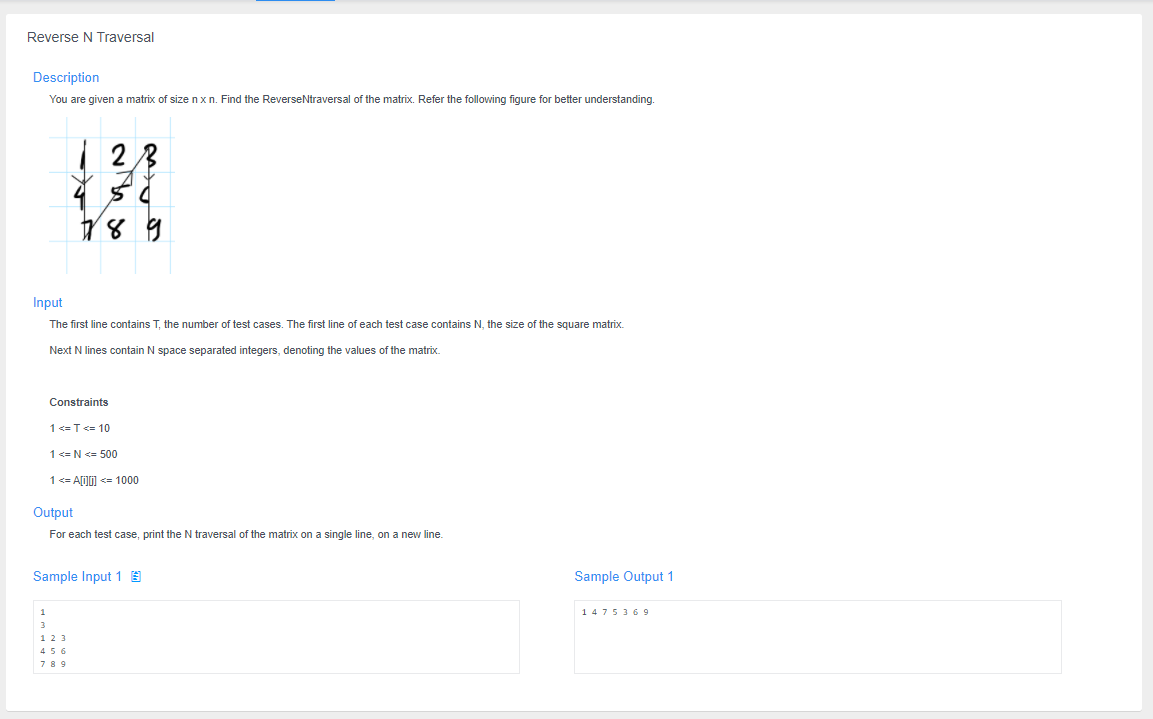 Reverse N Traversal
Description
You are given a matrix of size n x n. Find the ReverseNtraversal of the matrix. Refer the following figure for better understanding.
1 2 3
4 5 6
7 8 9
Input
The first line contains T, the number of test cases. The first line of each test case contains N, the size of the square matrix.
Next N lines contain N space separated integers, denoting the values of the matrix.
Constraints
1 <= T <= 10
1 <= N <= 500
1 <= A[i][j] <= 1000
Output
For each test case, print the N traversal of the matrix on a single line, on a new line.
Sample Input 1
1
3
1 2 3
4 5 6
7 8 9
Sample Output 1
1 4 7 5 3 6 9